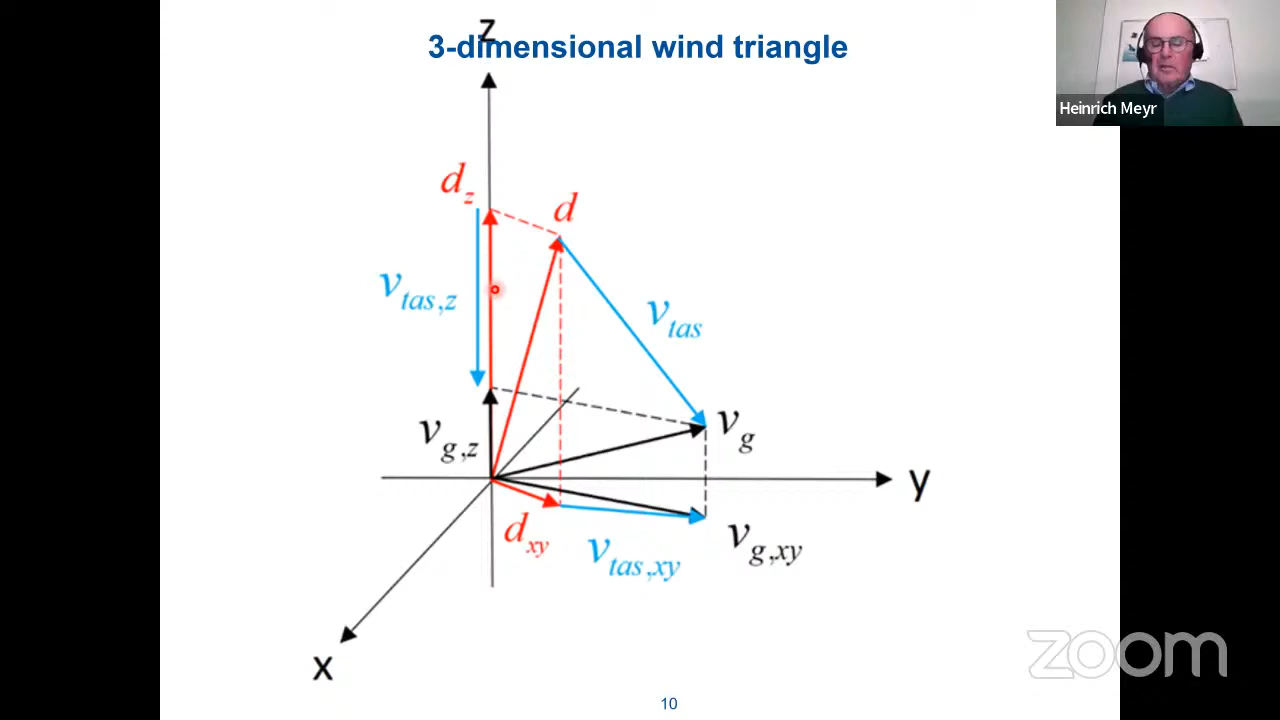 3-dimensional wind triangle
z
Heinrich Meyr
d_z
d
v_tas,z
v_tas
v_g,z
v_g
y
d_xy
v_tas,xy
v_g,xy
x
zoom
10